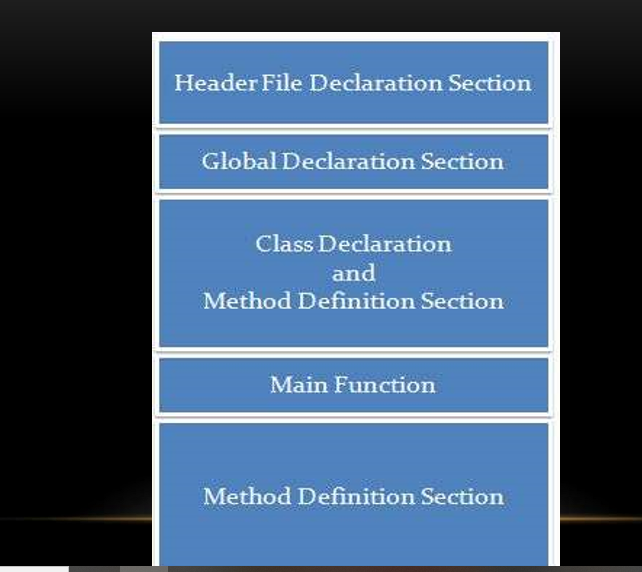 Header File Declaration Section
Global Declaration Section
Class Declaration
and
Method Definition Section
Main Function
Method Definition Section